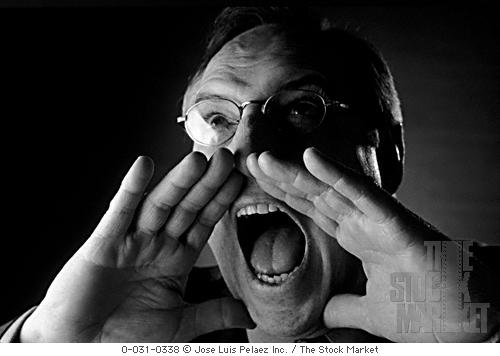 THE
STOCK
MARKET
0-031-0338 © Jose Luis Pelaez Inc. / The Stock Market